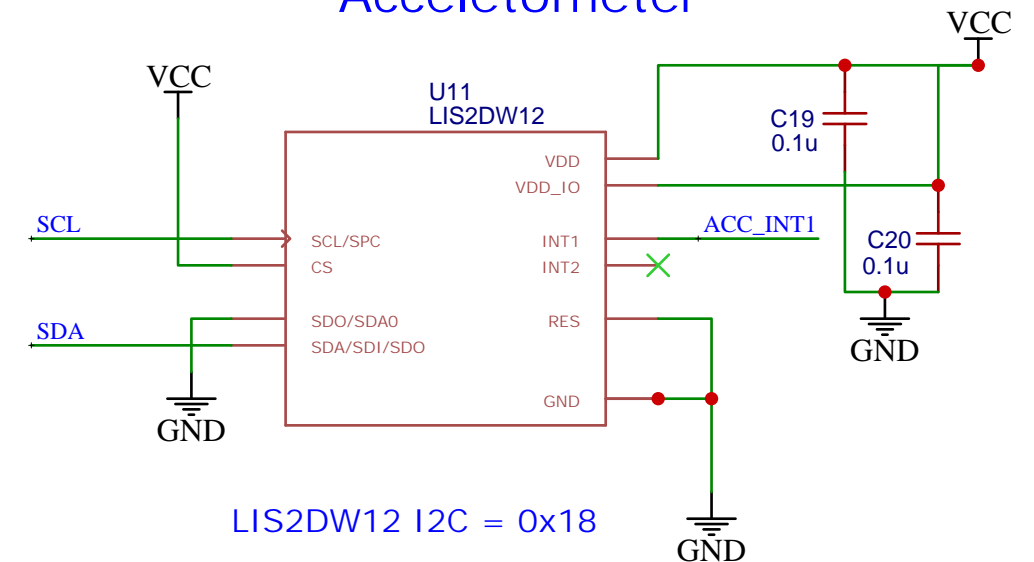 Acceletometer
VCC
VCC
U11
LIS2DW12
C19
0.1u
VDD
VDD_IO
SCL
ACC_INT1
SCL/SPC
INT1
C20
CS
INT2
0.1u
SDA
SDO/SDA0
RES
SDA/SDI/SDO
GND
GND
GND
LIS2DW12 I2C = 0x18
GND